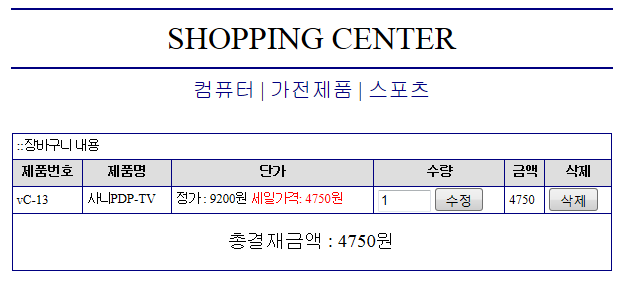 SHOPPING CENTER
컴퓨터 | 가전제품 | 스포츠
::장바구니 내용
제품번호 제품명 단가 수량 금액 삭제
vC-13 사니PDP-TV 정가 : 9200원 세일가격: 4750원 1 수정 4750 삭제
총결재금액 : 4750원